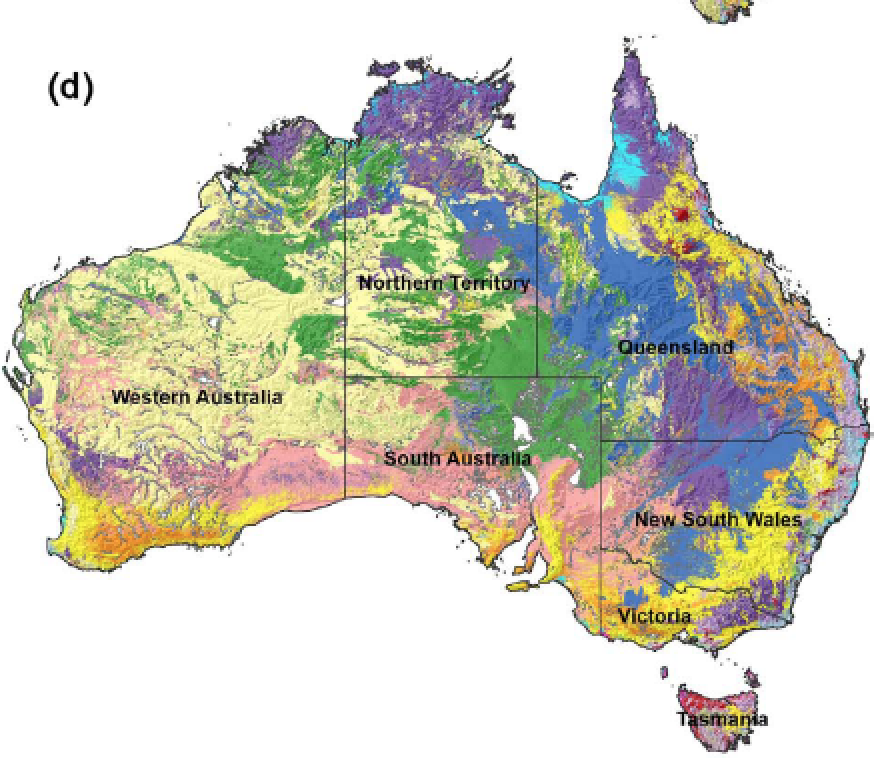 (d)
Northern Territory
Queensland
Western Australia
South Australia
New South Wales
Victoria
Tasmania